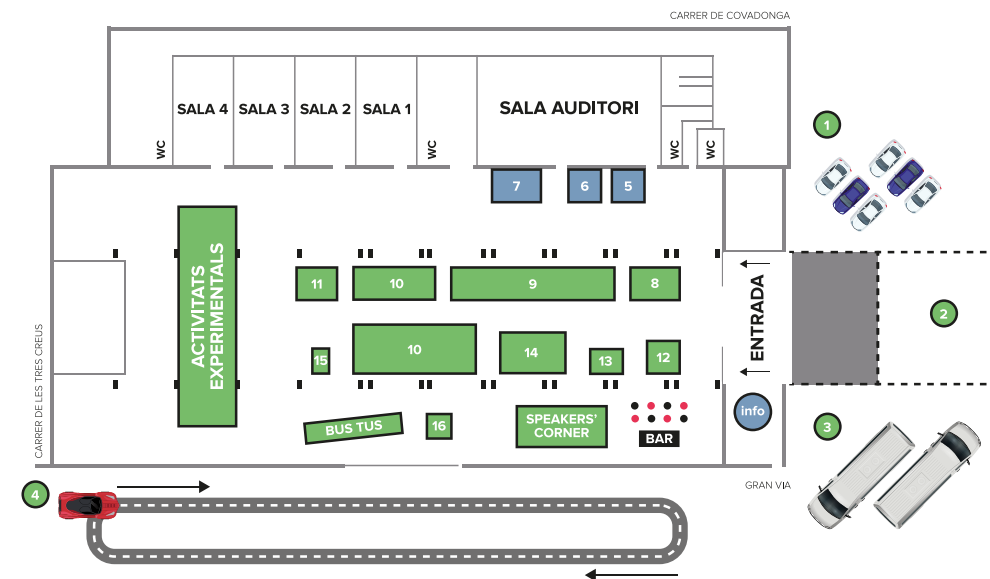 CARRER DE COVADONGA
SALA 4
SALA 3
SALA 2
SALA 1
SALA AUDITORI
WC
WC
WC
WC
1
7
6
5
ACTIVITATS
EXPERIMENTALS
11
10
9
8
ENTRADA
2
CARRER DE LES TRES CREUS
15
10
14
13
12
BUS TUS
16
SPEAKERS'
CORNER
BAR
info
3
GRAN VIA
4